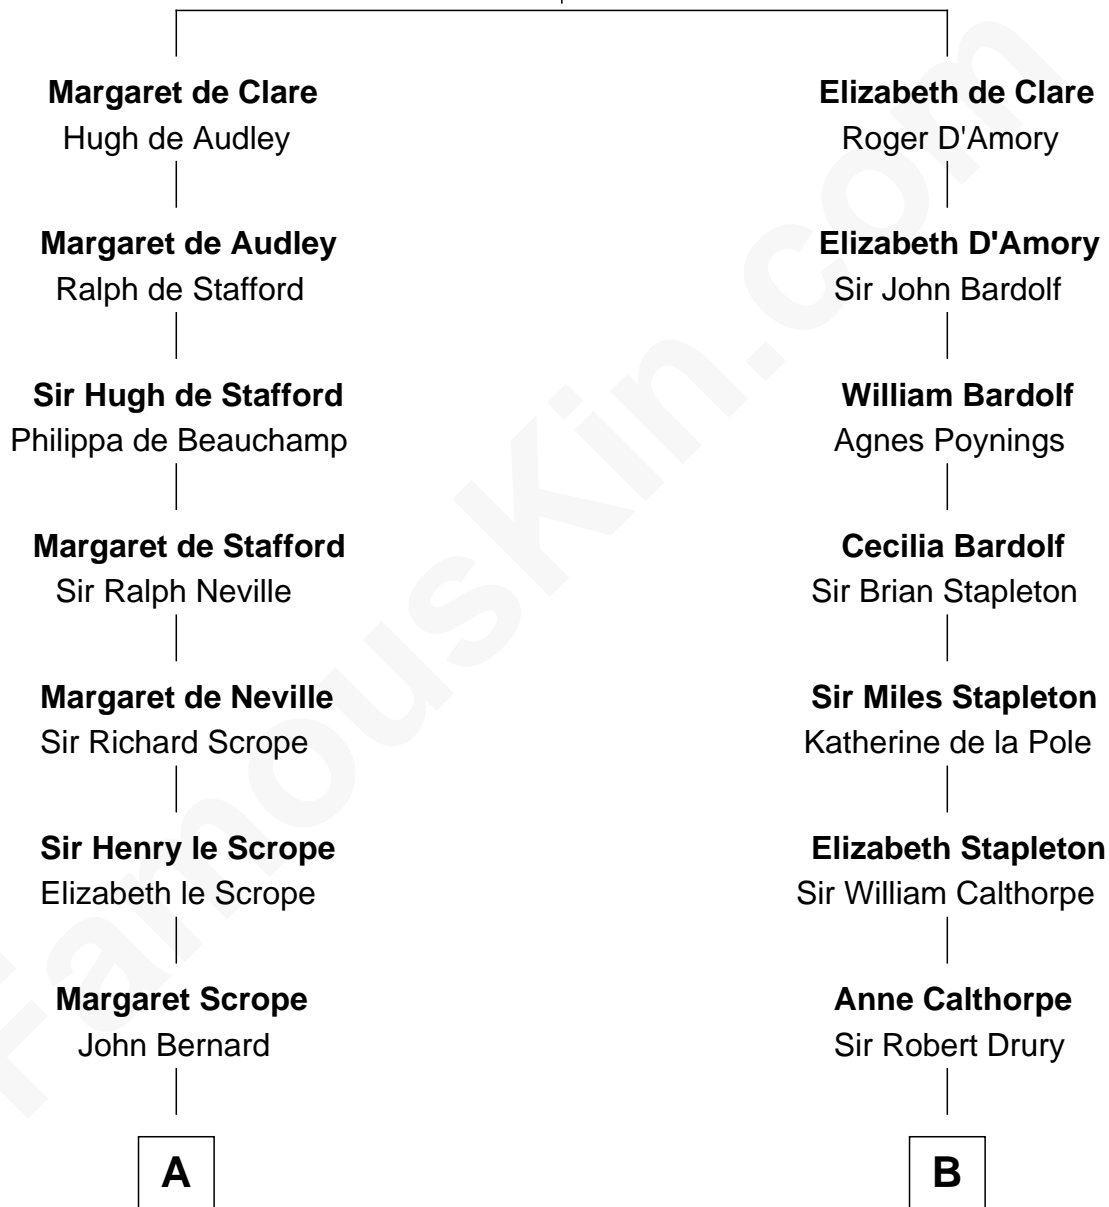 Margaret de Clare
Hugh de Audley
Margaret de Audley
Ralph de Stafford
Sir Hugh de Stafford
Philippa de Beauchamp
Margaret de Stafford
Sir Ralph Neville
Margaret de Neville
Sir Richard Scrope
Sir Henry le Scrope
Elizabeth le Scrope
Margaret Scrope
John Bernard
A
Elizabeth de Clare
Roger D'Amory
Elizabeth D'Amory
Sir John Bardolf
William Bardolf
Agnes Poynings
Cecilia Bardolf
Sir Brian Stapleton
Sir Miles Stapleton
Katherine de la Pole
Elizabeth Stapleton
Sir William Calthorpe
Anne Calthorpe
Sir Robert Drury
B
FamousKin.com